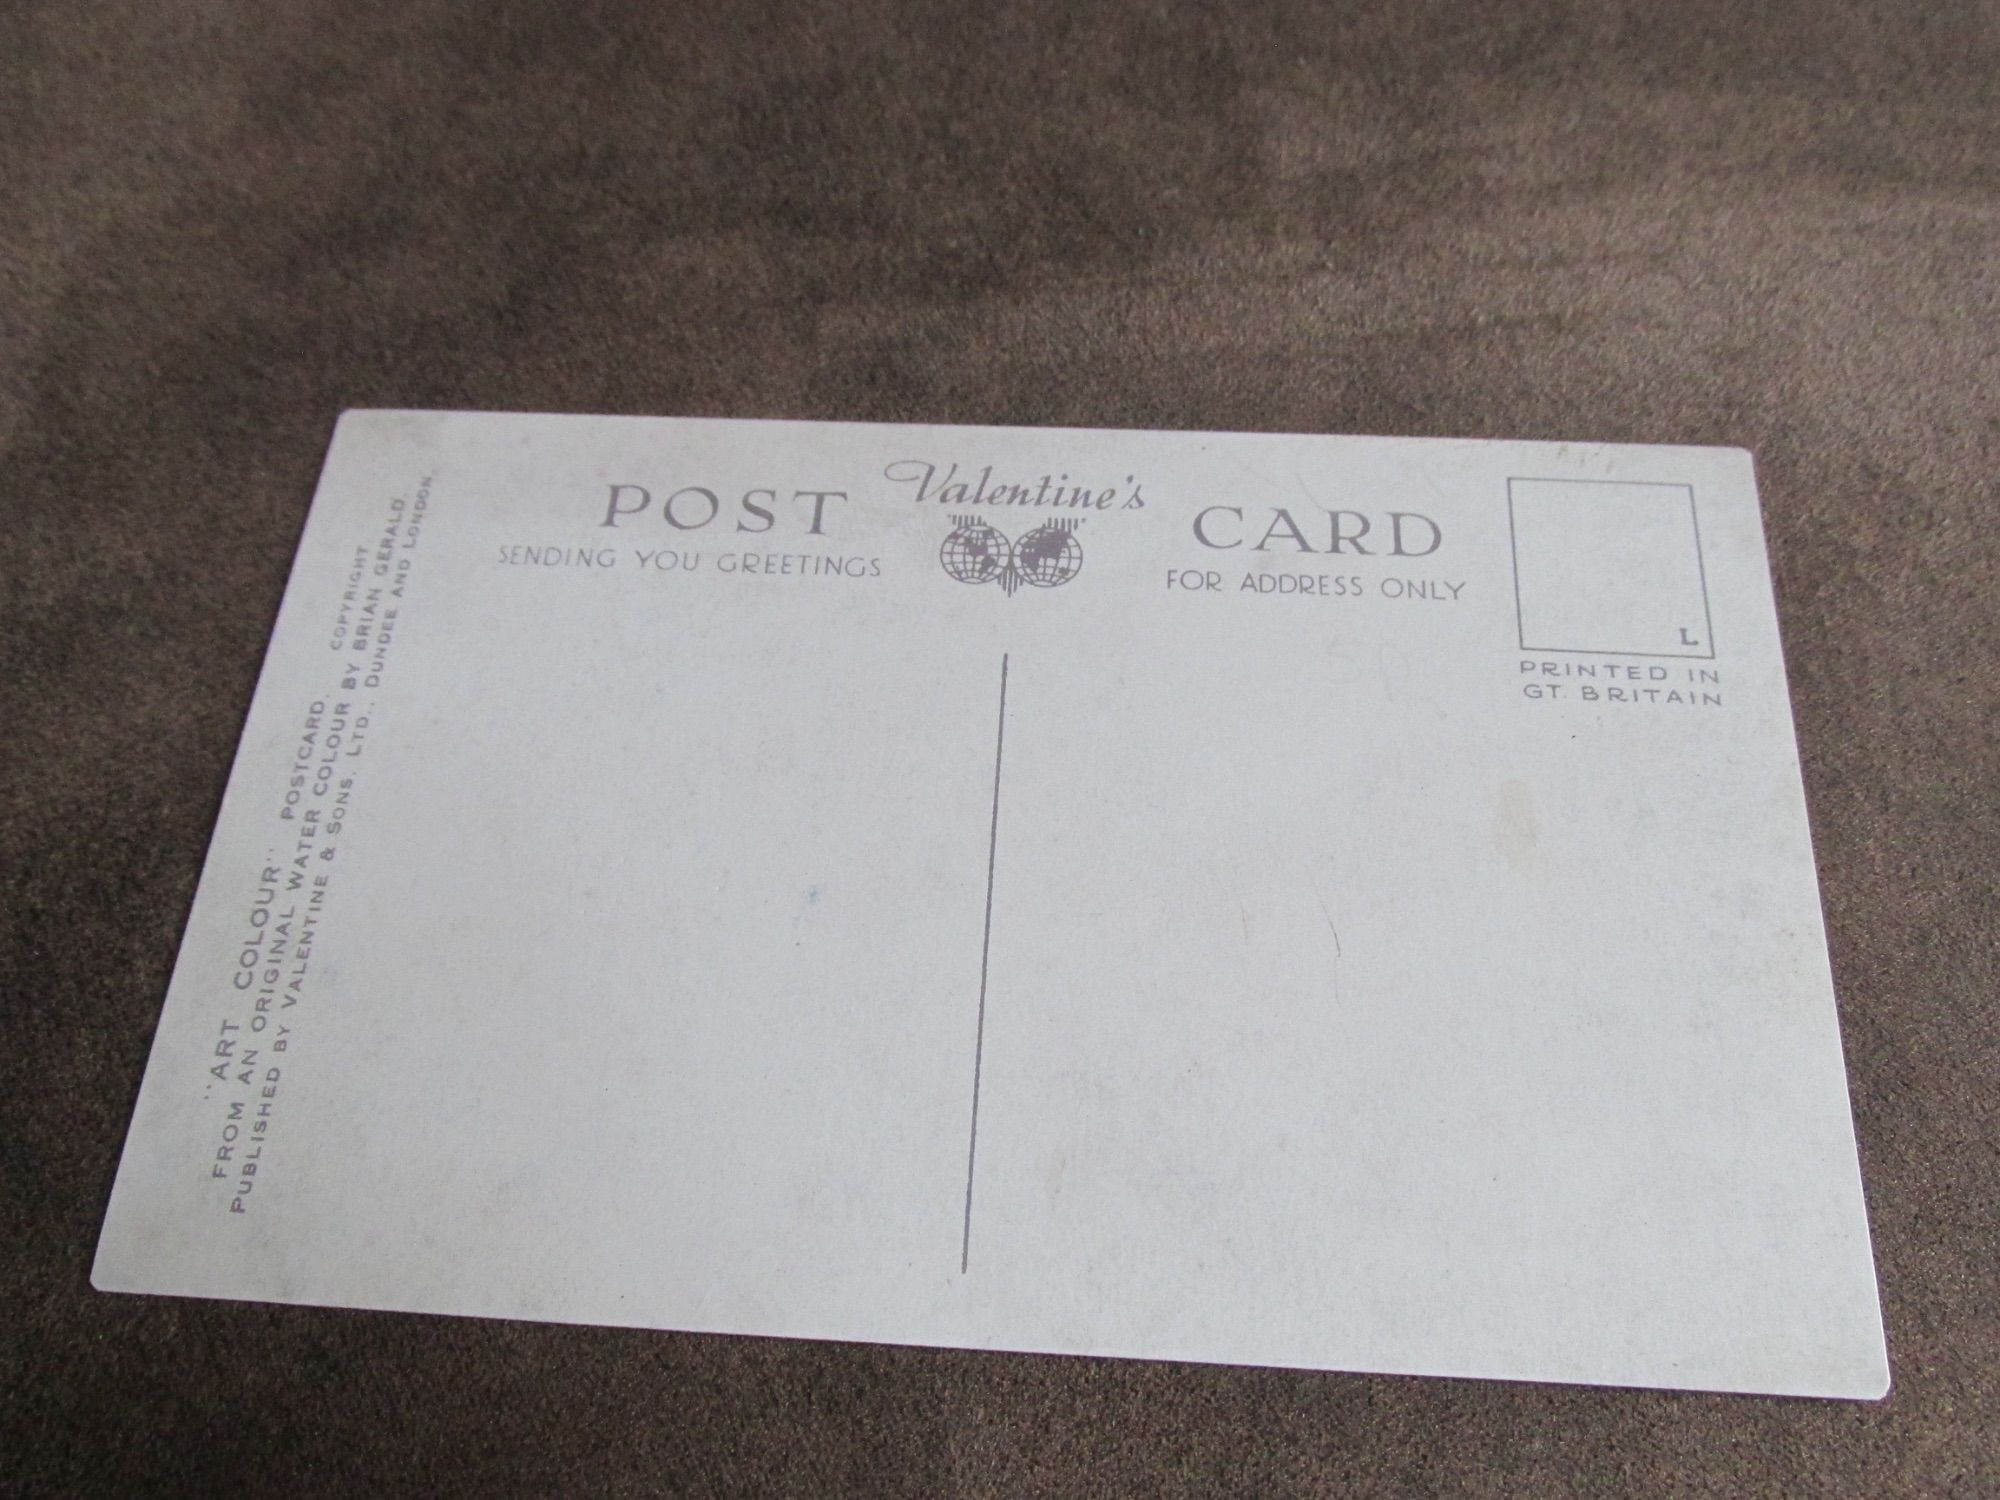 POST Valentine's CARD
SENDING YOU GREETINGS
FOR ADDRESS ONLY
L
PRINTED IN
GT. BRITAIN
"ART COLOUR" POSTCARD. COPYRIGHT
FROM AN ORIGINAL WATER COLOUR BY BRIAN GERALD.
PUBLISHED BY VALENTINE & SONS, LTD., DUNDEE AND LONDON.